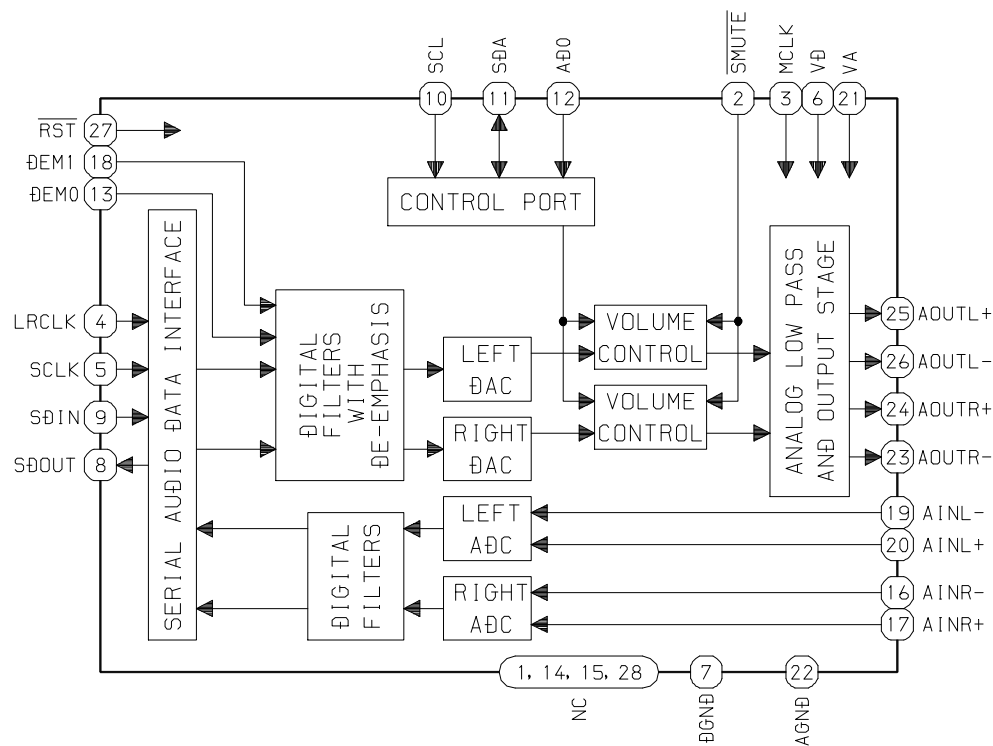 SCL
SDA
AD0
SMUTE
MCLK
VD
VA
10
11
12
2
3
6
21
RST
27
DEM1
18
DEM0
13
CONTROL PORT
LRCLK
4
SCLK
5
SDIN
9
SDOUT
8
SERIAL AUDIO DATA INTERFACE
DIGITAL
FILTERS
WITH
DE-EMPHASIS
LEFT
DAC
RIGHT
DAC
VOLUME
CONTROL
VOLUME
CONTROL
ANALOG LOW PASS
AND OUTPUT STAGE
25
AOUTL+
26
AOUTL-
24
AOUTR+
23
AOUTR-
DIGITAL
FILTERS
LEFT
ADC
RIGHT
ADC
19
AINL-
20
AINL+
16
AINR-
17
AINR+
1, 14, 15, 28
7
22
NC
DGND
AGND